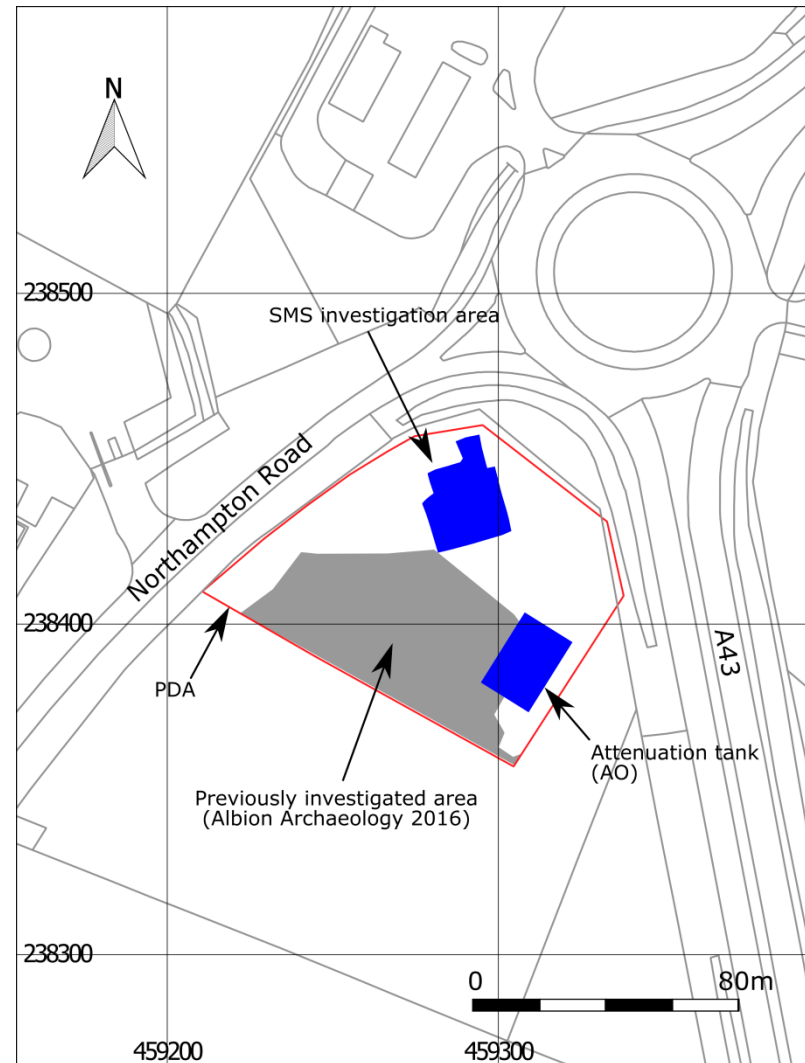 N
238500
SMS investigation area
Northampton Road
238400
A43
PDA
Attenuation tank
(AO)
Previously investigated area
(Albion Archaeology 2016)
238300
0 80m
459200 459300